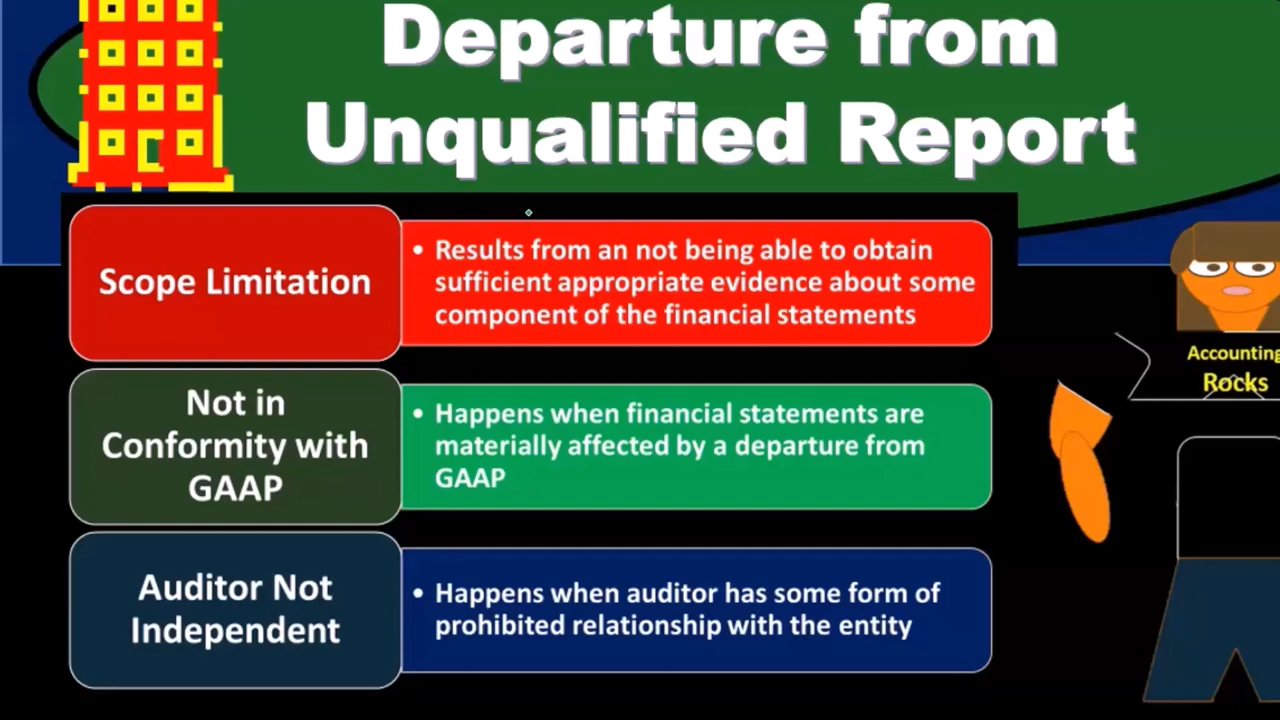 Departure from
Unqualified Report
Scope Limitation
• Results from an not being able to obtain
sufficient appropriate evidence about some
component of the financial statements
Not in
Conformity with
GAAP
• Happens when financial statements are
materially affected by a departure from
GAAP
Auditor Not
Independent
• Happens when auditor has some form of
prohibited relationship with the entity
Accounting
Rocks